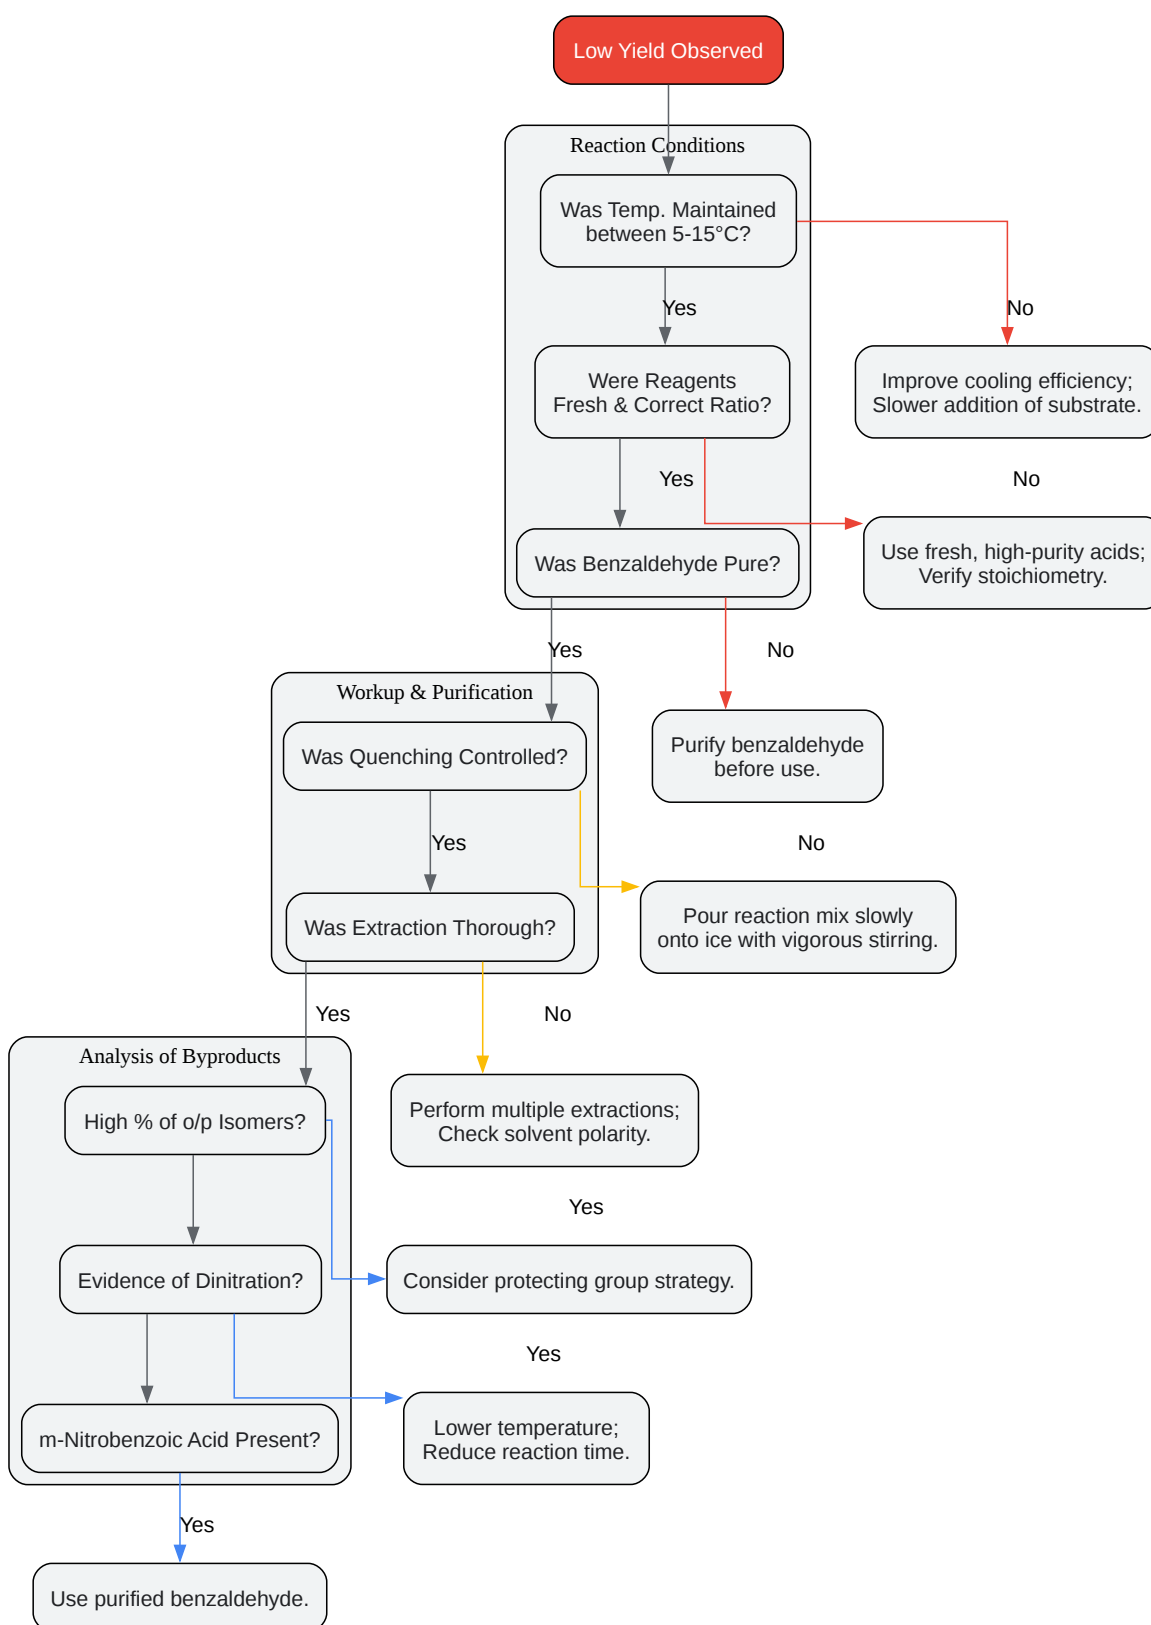 Low Yield Observed
Reaction Conditions
Was Temp. Maintained
between 5-15°C?
Yes
No
Were Reagents
Fresh & Correct Ratio?
Improve cooling efficiency;
Slower addition of substrate.
Yes
No
Was Benzaldehyde Pure?
Use fresh, high-purity acids;
Verify stoichiometry.
Yes
No
Workup & Purification
Was Quenching Controlled?
Purify benzaldehyde
before use.
Yes
No
Was Extraction Thorough?
Pour reaction mix slowly
onto ice with vigorous stirring.
Yes
No
Analysis of Byproducts
High % of o/p Isomers?
Perform multiple extractions;
Check solvent polarity.
Yes
Evidence of Dinitration?
Consider protecting group strategy.
Yes
m-Nitrobenzoic Acid Present?
Lower temperature;
Reduce reaction time.
Yes
Use purified benzaldehyde.